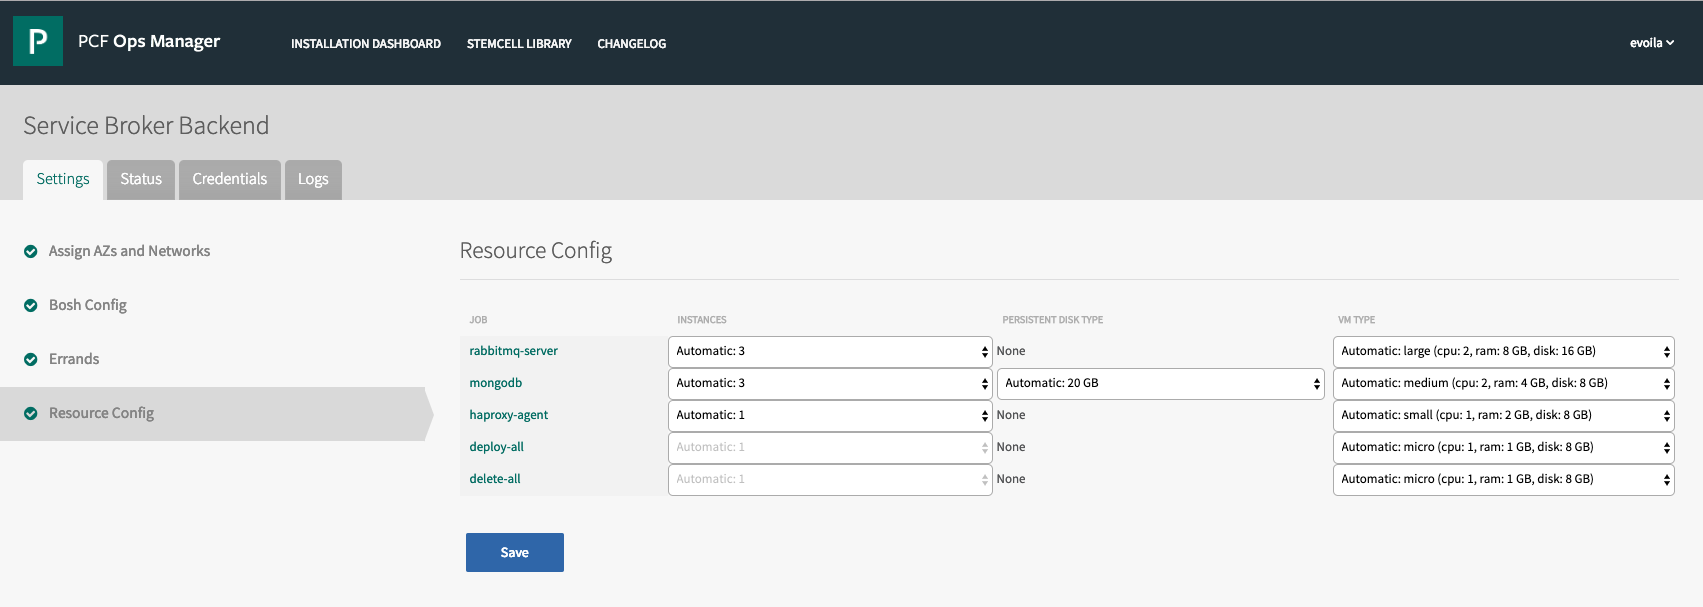 P PCF Ops Manager INSTALLATION DASHBOARD STEMCELL LIBRARY CHANGELOG evoila
Service Broker Backend
Settings Status Credentials Logs
Assign AZs and Networks
Bosh Config
Errands
Resource Config
Resource Config
JOB INSTANCES PERSISTENT DISK TYPE VM TYPE
rabbitmq-server Automatic: 3 None Automatic: large (cpu: 2, ram: 8 GB, disk: 16 GB)
mongodb Automatic: 3 Automatic: 20 GB Automatic: medium (cpu: 2, ram: 4 GB, disk: 8 GB)
haproxy-agent Automatic: 1 None Automatic: small (cpu: 1, ram: 2 GB, disk: 8 GB)
deploy-all Automatic: 1 None Automatic: micro (cpu: 1, ram: 1 GB, disk: 8 GB)
delete-all Automatic: 1 None Automatic: micro (cpu: 1, ram: 1 GB, disk: 8 GB)
Save